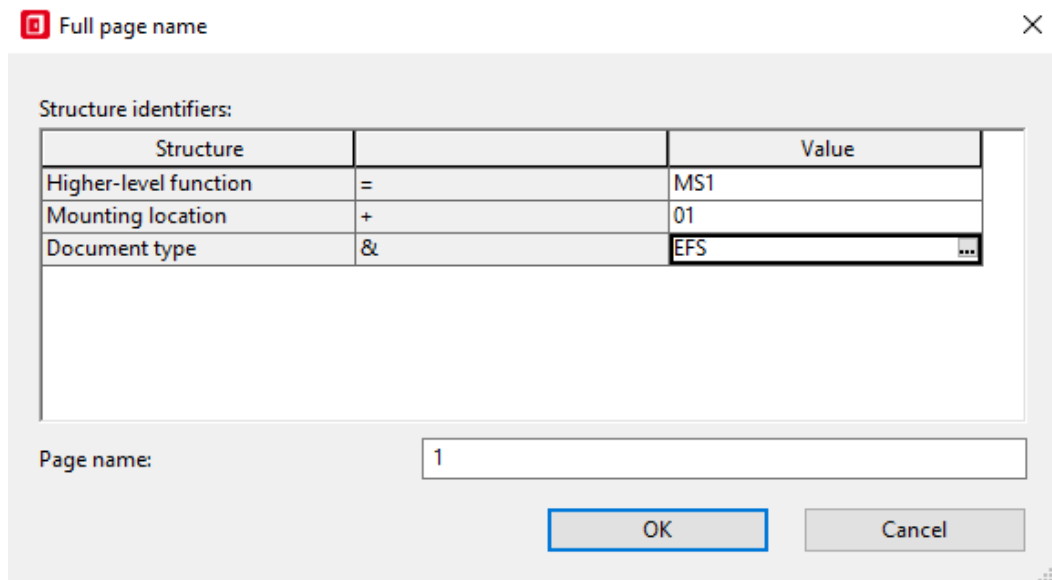 Full page name
Structure identifiers:
Structure Value
Higher-level function = MS1
Mounting location + 01
Document type & EFS ...
Page name: 1
OK Cancel